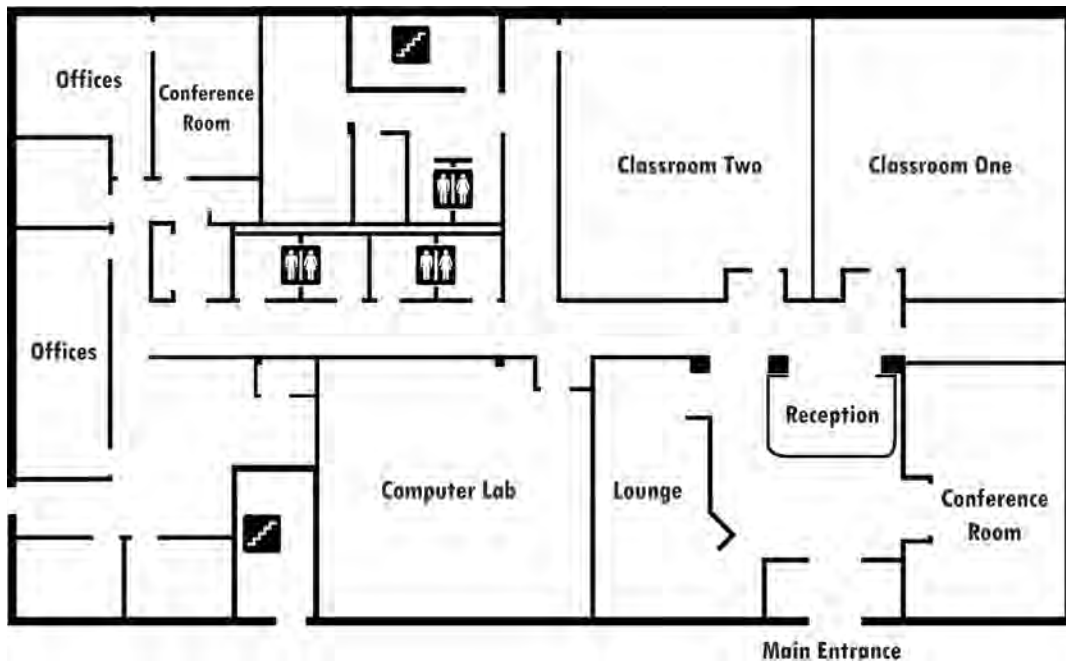 Offices
Conference
Room
Classroom Two
Classroom One
Offices
Reception
Computer Lab
Lounge
Conference
Room
Main Entrance